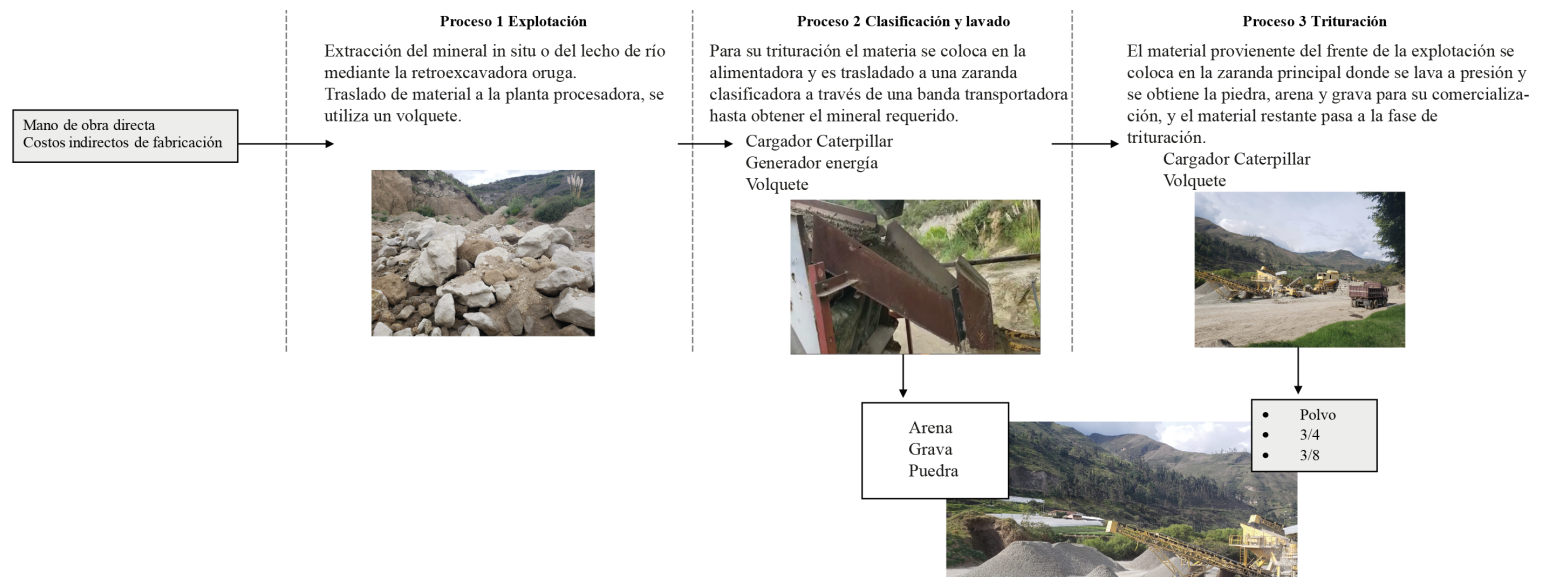 Mano de obra directa
Costos indirectos de fabricación
Proceso 1 Explotación
Extracción del mineral in situ o del lecho de río
mediante la retroexcavadora oruga.
Traslado de material a la planta procesadora, se
utiliza un volquete.
Proceso 2 Clasificación y lavado
Para su trituración el materia se coloca en la
alimentadora y es trasladado a una zaranda
clasificadora a través de una banda transportadora
hasta obtener el mineral requerido.
Cargador Caterpillar
Generador energía
Volquete
Arena
Grava
Puedra
Proceso 3 Trituración
El material provienente del frente de la explotación se
coloca en la zaranda principal donde se lava a presión y
se obtiene la piedra, arena y grava para su comercializa-
ción, y el material restante pasa a la fase de
trituración.
Cargador Caterpillar
Volquete
• Polvo
• 3/4
• 3/8